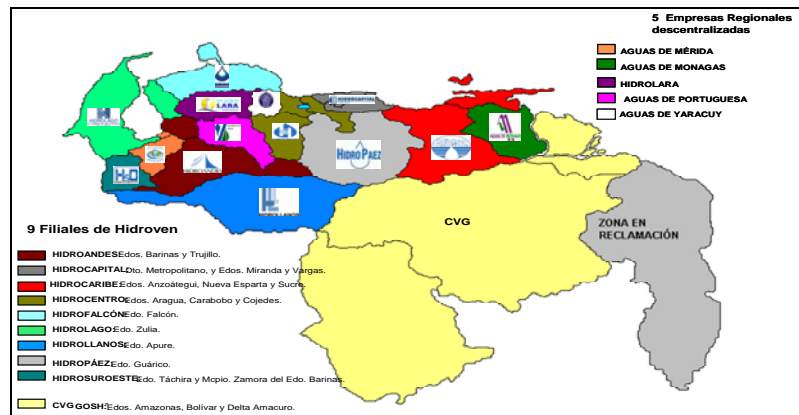 5 Empresas Regionales
descentralizadas
AGUAS DE MÉRIDA
AGUAS DE MONAGAS
HIDROLARA
AGUAS DE PORTUGUESA
AGUAS DE YARACUY
HIDROCAPITAL
LARA
HIDROPAEZ
HIDROANDES
HIDROLLANOS
CVG
ZONA EN
RECLAMACIÓN
9 Filiales de Hidroven
HIDROANDES: Edos. Barinas y Trujillo.
HIDROCAPITAL: Dto. Metropolitano, y Edos. Miranda y Vargas.
HIDROCARIBE: Edos. Anzoátegui, Nueva Esparta y Sucre.
HIDROCENTRO: Edos. Aragua, Carabobo y Cojedes.
HIDROFALCÓN: Edo. Falcón.
HIDROLAGO: Edo. Zulia.
HIDROLLANOS: Edo. Apure.
HIDROPÁEZ: Edo. Guárico.
HIDROSUROESTE: Edo. Táchira y Mcpio. Zamora del Edo. Barinas.
CVG GOSH: Edos. Amazonas, Bolívar y Delta Amacuro.